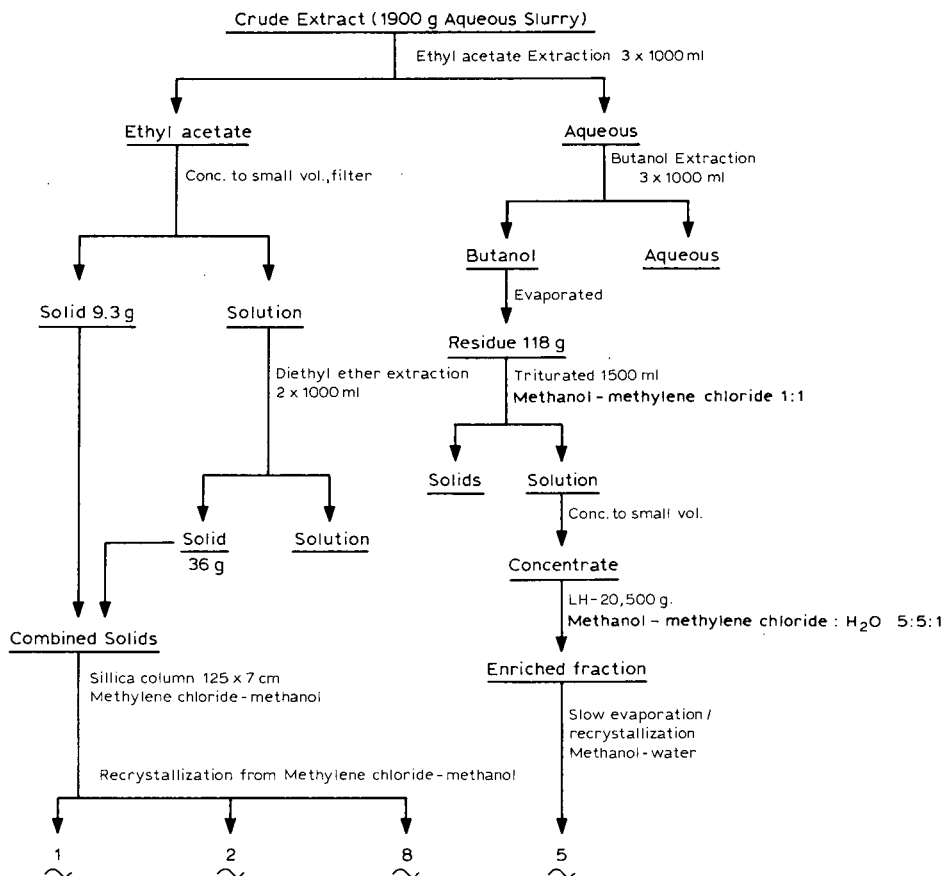 Crude Extract (1900 g Aqueous Slurry)
Ethyl acetate Extraction 3 x 1000 ml
Ethyl acetate
Aqueous
Conc. to small vol., filter
Butanol Extraction
3 x 1000 ml
Butanol
Aqueous
Evaporated
Solid 9.3 g
Solution
Residue 118 g
Diethyl ether extraction
2 x 1000 ml
Triturated 1500 ml
Methanol - methylene chloride 1:1
Solids
Solution
Conc. to small vol.
Solid
36 g
Solution
Concentrate
LH-20, 500 g.
Methanol - methylene chloride : H₂O 5:5:1
Combined Solids
Enriched fraction
Sillica column 125 x 7 cm
Methylene chloride - methanol
Slow evaporation /
recrystallization
Methanol - water
Recrystallization from Methylene chloride - methanol
1
2
8
5